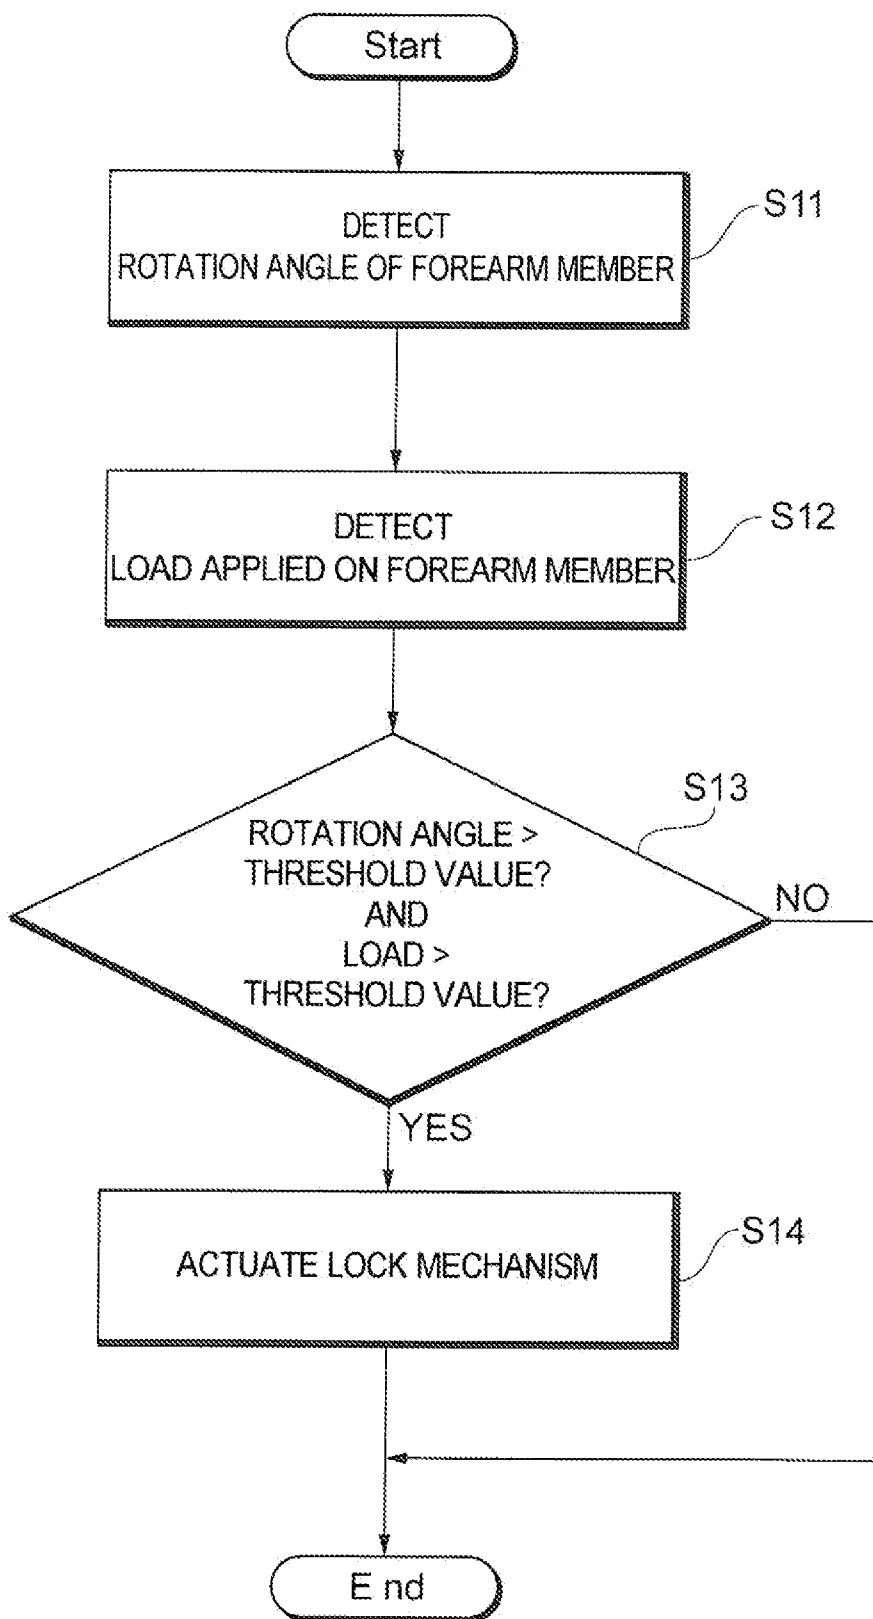 Start
DETECT
ROTATION ANGLE OF FOREARM MEMBER
S11
DETECT
LOAD APPLIED ON FOREARM MEMBER
S12
ROTATION ANGLE >
THRESHOLD VALUE?
AND
LOAD >
THRESHOLD VALUE?
S13
NO
YES
ACTUATE LOCK MECHANISM
S14
E nd